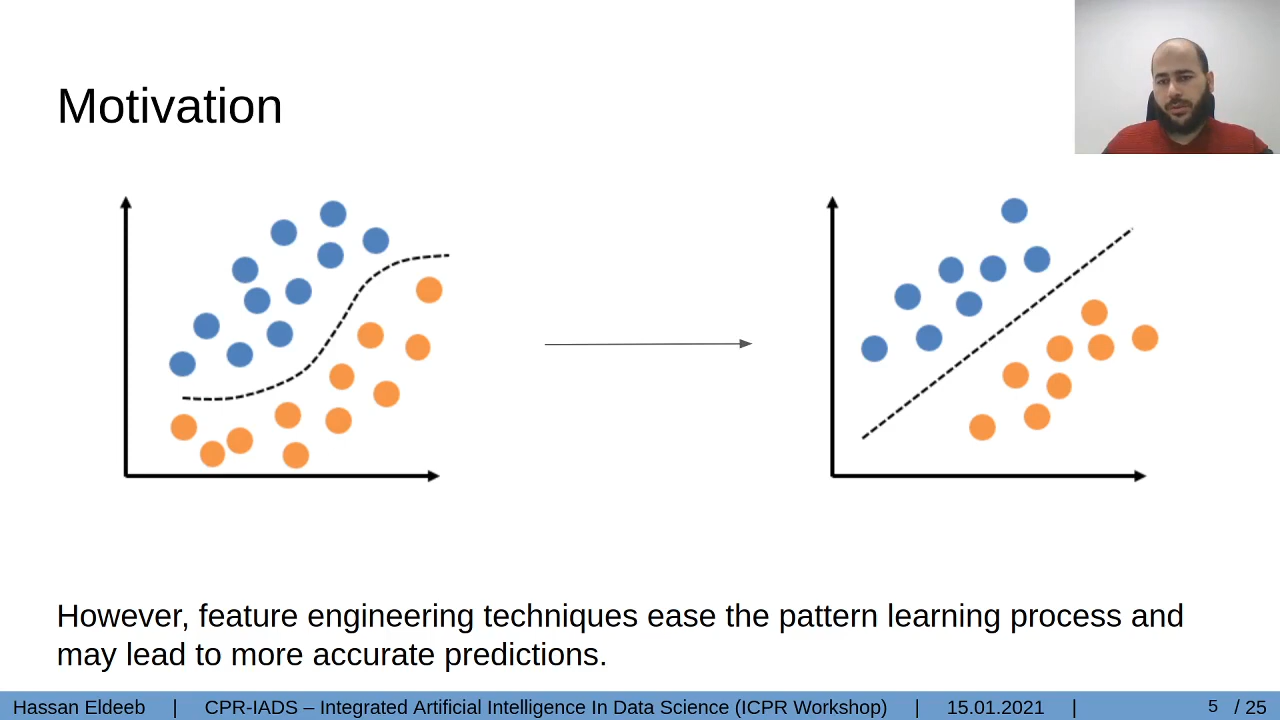 Motivation
However, feature engineering techniques ease the pattern learning process and
may lead to more accurate predictions.
Hassan Eldeeb | CPR-IADS – Integrated Artificial Intelligence In Data Science (ICPR Workshop) | 15.01.2021 | 5 / 25